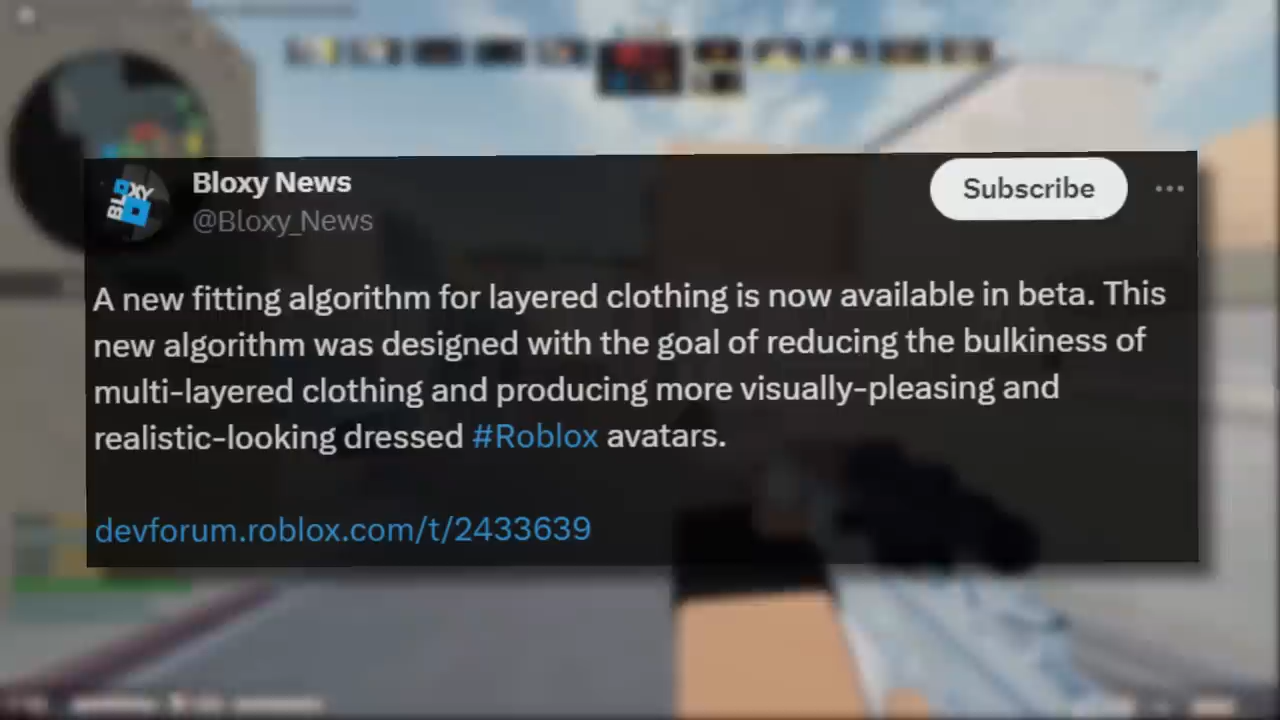 BLOXY
Bloxy News
@Bloxy_News
Subscribe
A new fitting algorithm for layered clothing is now available in beta. This
new algorithm was designed with the goal of reducing the bulkiness of
multi-layered clothing and producing more visually-pleasing and
realistic-looking dressed #Roblox avatars.
devforum.roblox.com/t/2433639